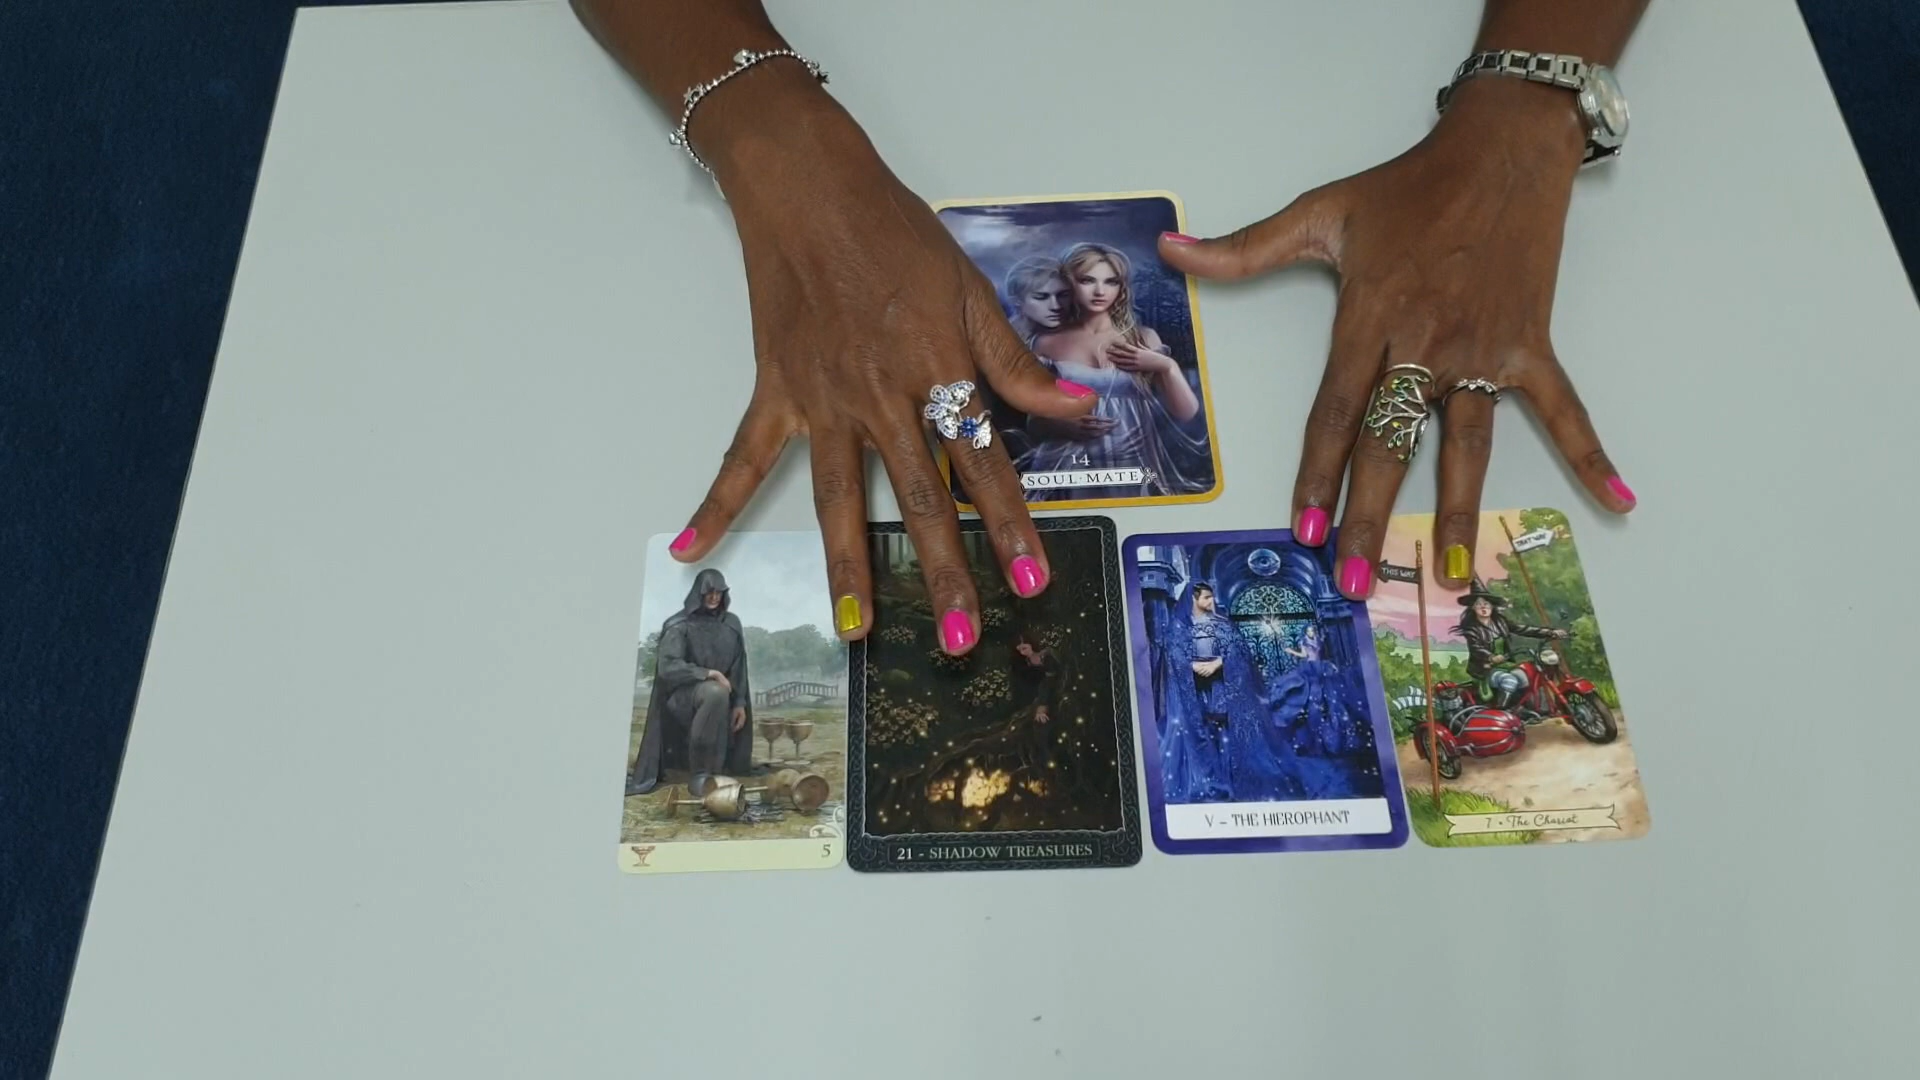 14
SOUL·MATE
THIS WAY
THAT WAY
5
21 - SHADOW TREASURES
V – THE HIEROPHANT
7 • The Chariot